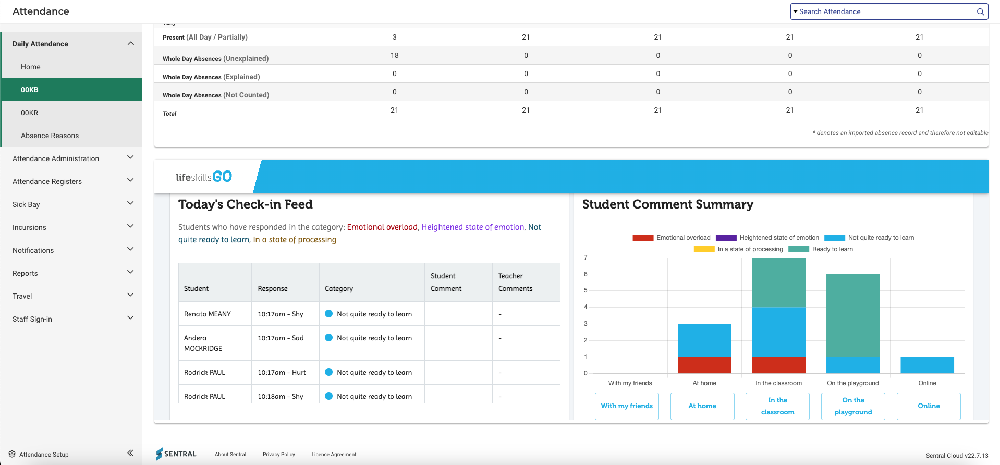 Attendance
Search Attendance
Daily Attendance
Home
00KB
00KR
Absence Reasons
Attendance Administration
Attendance Registers
Sick Bay
Incursions
Notifications
Reports
Travel
Staff Sign-in
Attendance Setup
Present (All Day / Partially) 3 21 21 21 21
Whole Day Absences (Unexplained) 18 0 0 0 0
Whole Day Absences (Explained) 0 0 0 0 0
Whole Day Absences (Not Counted) 0 0 0 0 0
Total 21 21 21 21 21
* denotes an imported absence record and therefore not editable
lifeskillsGO
Today's Check-in Feed
Students who have responded in the category: Emotional overload, Heightened state of emotion, Not
quite ready to learn, In a state of processing
Student Response Category Student Comment Teacher Comments
Renato MEANY 10:17am - Shy Not quite ready to learn -
Andera MOCKRIDGE 10:17am - Sad Not quite ready to learn -
Rodrick PAUL 10:17am - Hurt Not quite ready to learn -
Rodrick PAUL 10:18am - Shy Not quite ready to learn -
Student Comment Summary
Emotional overload Heightened state of emotion Not quite ready to learn
In a state of processing Ready to learn
7
6
5
4
3
2
1
0
With my friends At home In the classroom On the playground Online
With my friends At home In the classroom On the playground Online
SENTRAL About Sentral Privacy Policy Licence Agreement
Sentral Cloud v22.7.13